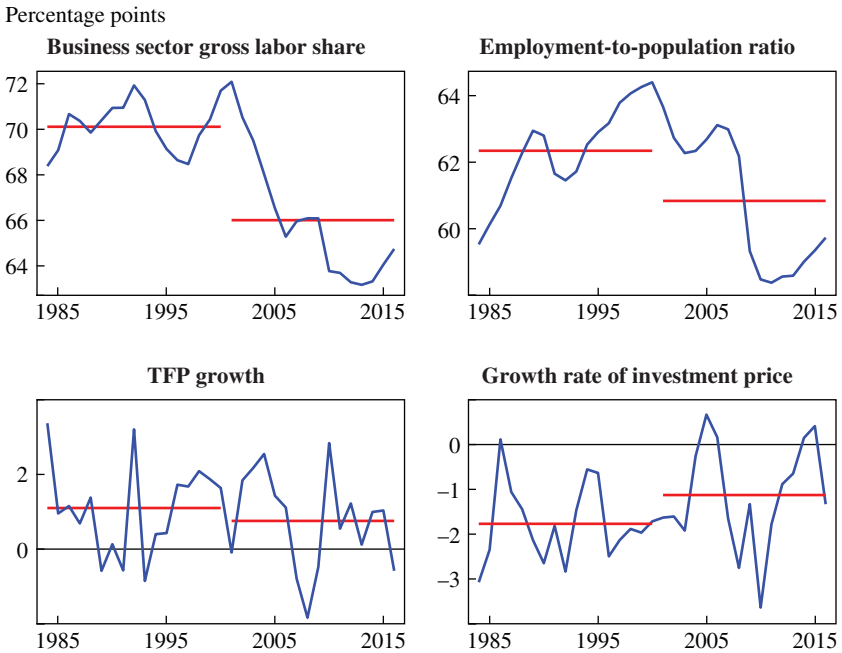 Percentage points
Business sector gross labor share
Employment-to-population ratio
72
70
68
66
64
1985 1995 2005 2015
64
62
60
1985 1995 2005 2015
TFP growth
Growth rate of investment price
2
0
1985 1995 2005 2015
0
–1
–2
–3
1985 1995 2005 2015